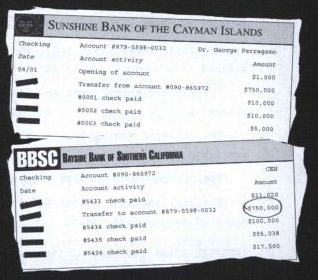 SUNSHINE BANK OF THE CAYMAN ISLANDS
Checking Account #879-5598-0032 Dr. George Parragamo
Date Account activity Amount
04/01 Opening of account $1,000
Transfer from account #090-865972 $750,000
#0001 check paid $10,000
#0002 check paid $10,000
#0003 check paid $5,000
BBSC BAYSIDE BANK OF SOUTHERN CALIFORNIA
Checking Account #090-865972 CEH
Date Account activity Amount
#5433 check paid $11,020
Transfer to account #879-5598-0032 $750,000
#5434 check paid $100,000
#5435 check paid $55,038
#5436 check paid $17,500